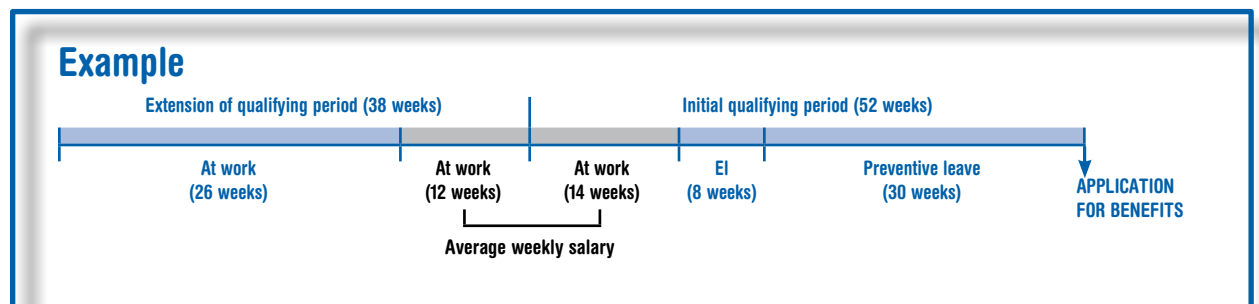 Example
Extension of qualifying period (38 weeks)
Initial qualifying period (52 weeks)
At work
(26 weeks)
At work
(12 weeks)
At work
(14 weeks)
EI
(8 weeks)
Preventive leave
(30 weeks)
APPLICATION
FOR BENEFITS
Average weekly salary